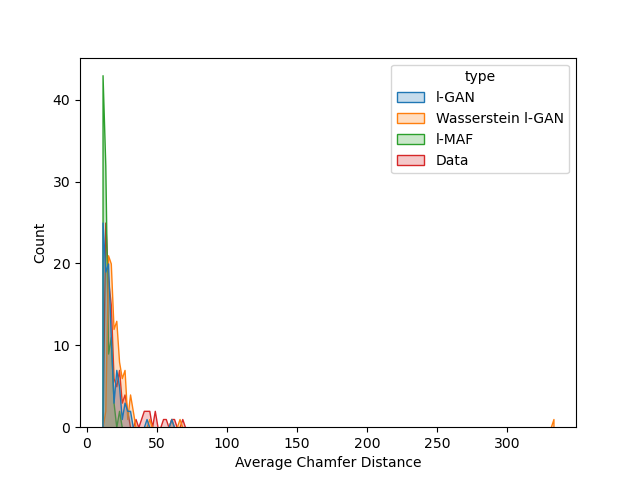 type
l-GAN
Wasserstein l-GAN
l-MAF
Data
Count
40
30
20
10
0
0 50 100 150 200 250 300
Average Chamfer Distance